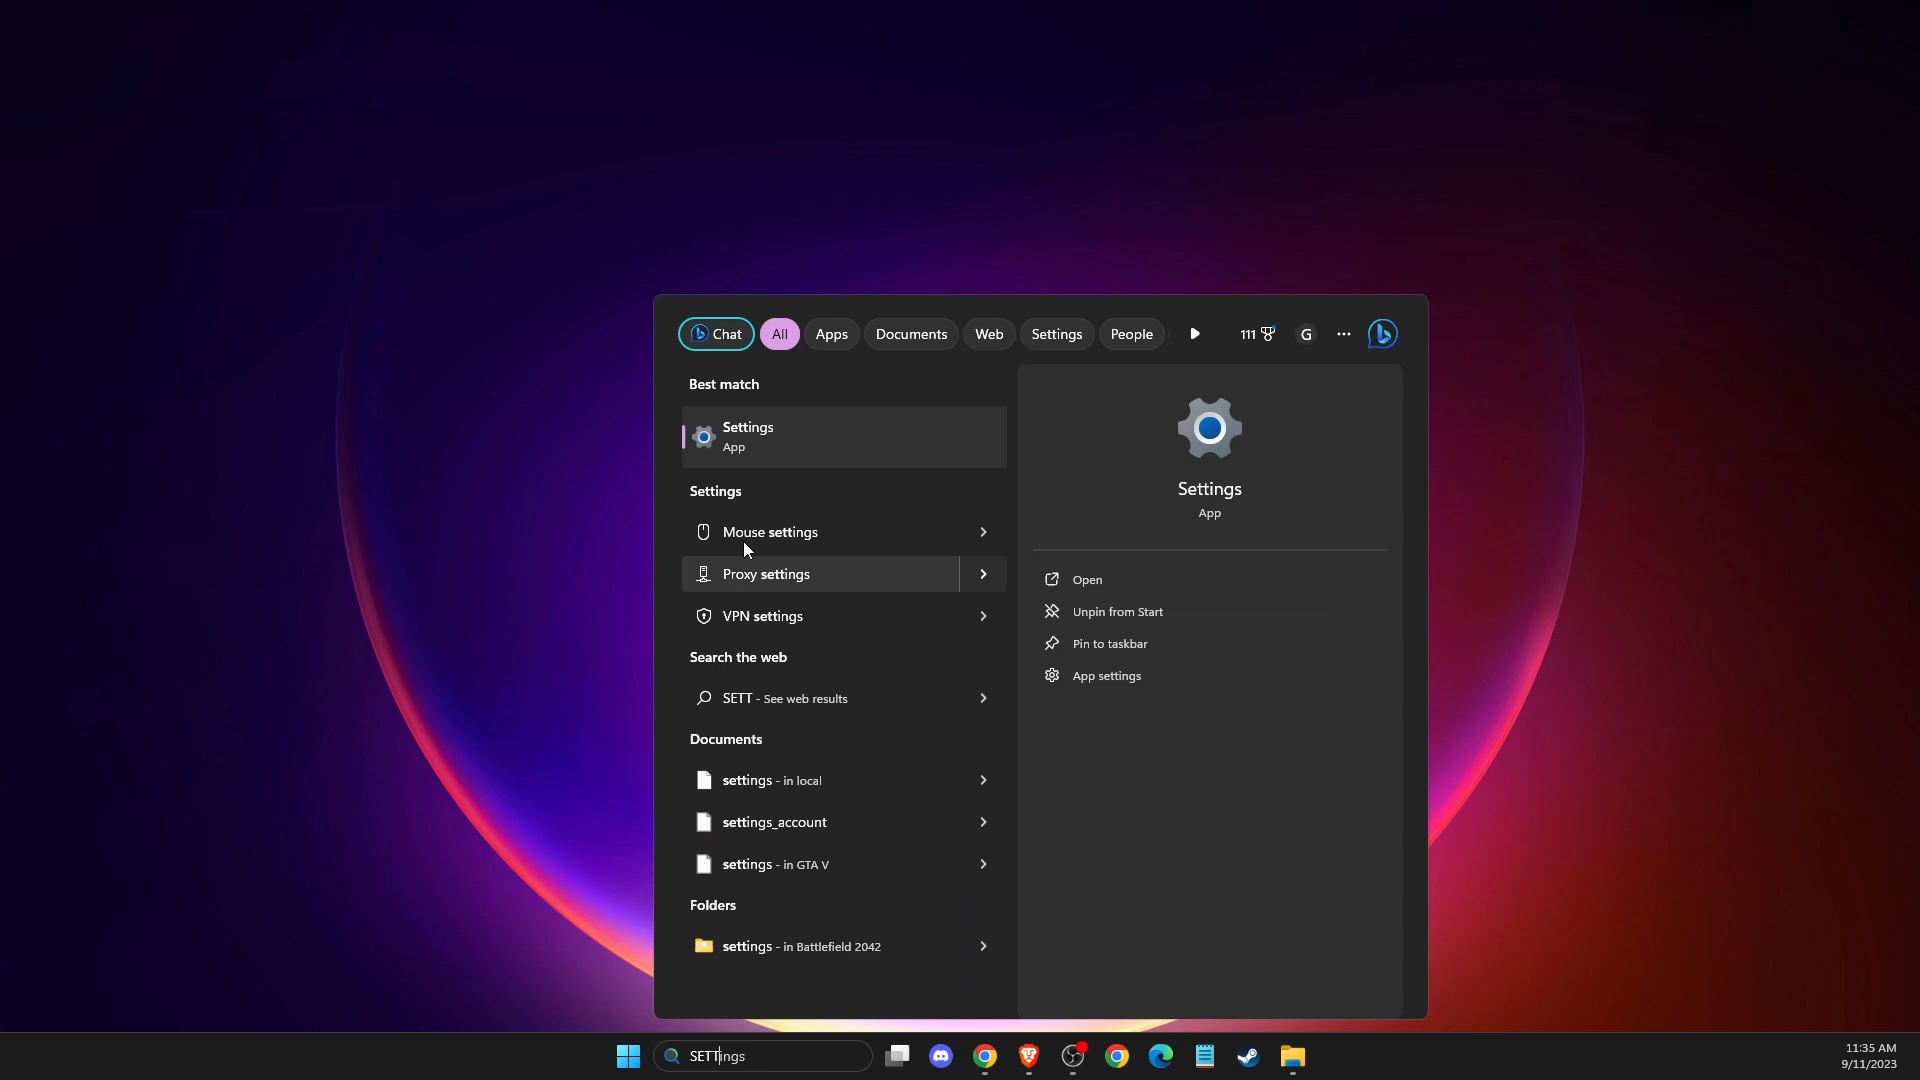 Chat All Apps Documents Web Settings People 111 G
Best match
Settings
App
Settings
Mouse settings
Proxy settings
VPN settings
Search the web
SETT - See web results
Documents
settings - in local
settings_account
settings - in GTA V
Folders
settings - in Battlefield 2042
Settings
App
Open
Unpin from Start
Pin to taskbar
App settings
SETTings
11:35 AM
9/11/2023